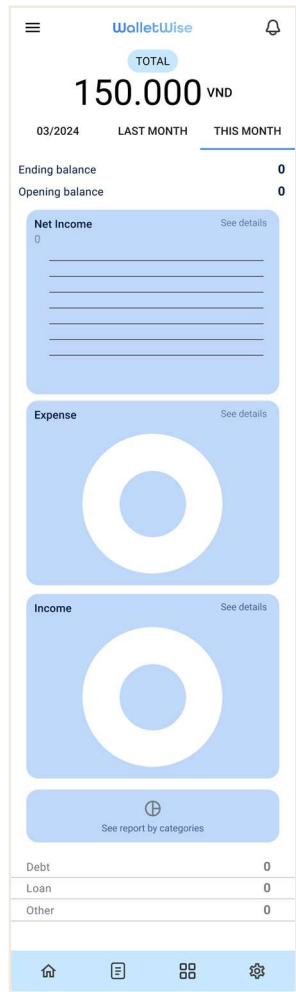 WalletWise
TOTAL
150.000 VND
03/2024 LAST MONTH THIS MONTH
Ending balance 0
Opening balance 0
Net Income See details
0
Expense See details
Income See details
See report by categories
Debt 0
Loan 0
Other 0